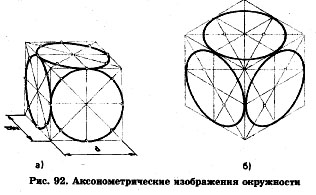 а)
б)
Рис. 92. Аксонометрические изображения окружности